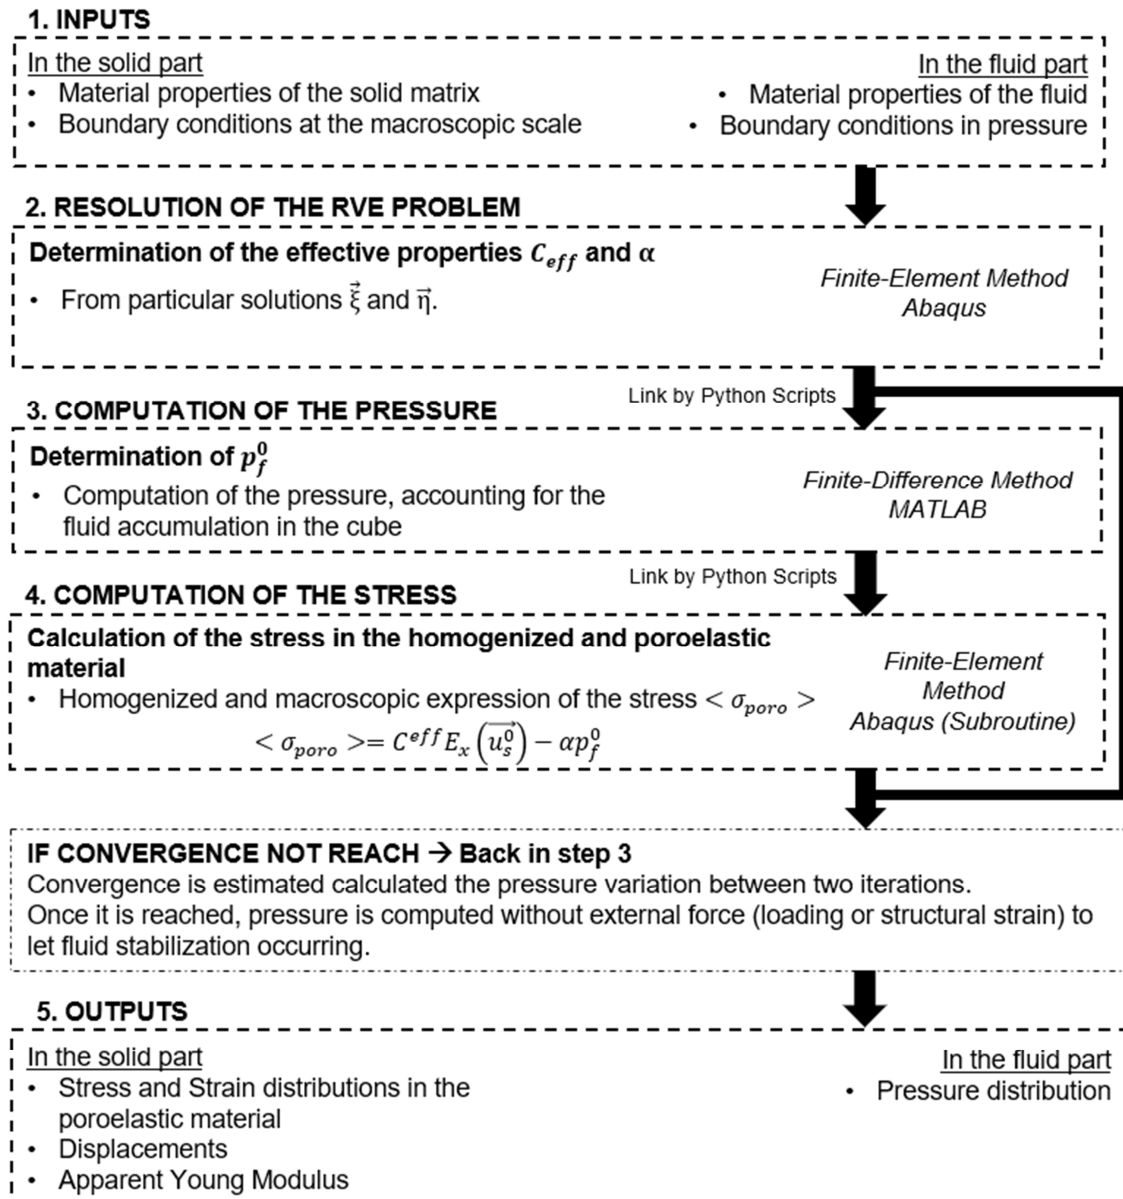 1. INPUTS
In the solid part
• Material properties of the solid matrix
• Boundary conditions at the macroscopic scale
In the fluid part
• Material properties of the fluid
• Boundary conditions in pressure
2. RESOLUTION OF THE RVE PROBLEM
Determination of the effective properties C_eff and α
• From particular solutions ξ⃗ and η⃗.
Finite-Element Method
Abaqus
Link by Python Scripts
3. COMPUTATION OF THE PRESSURE
Determination of p_f^0
• Computation of the pressure, accounting for the
fluid accumulation in the cube
Finite-Difference Method
MATLAB
Link by Python Scripts
4. COMPUTATION OF THE STRESS
Calculation of the stress in the homogenized and poroelastic
material
• Homogenized and macroscopic expression of the stress < σ_poro >
< σ_poro >= C^eff E_x (u_s^0⃗) − αp_f^0
Finite-Element
Method
Abaqus (Subroutine)
IF CONVERGENCE NOT REACH → Back in step 3
Convergence is estimated calculated the pressure variation between two iterations.
Once it is reached, pressure is computed without external force (loading or structural strain) to
let fluid stabilization occurring.
5. OUTPUTS
In the solid part
• Stress and Strain distributions in the
poroelastic material
• Displacements
• Apparent Young Modulus
In the fluid part
• Pressure distribution